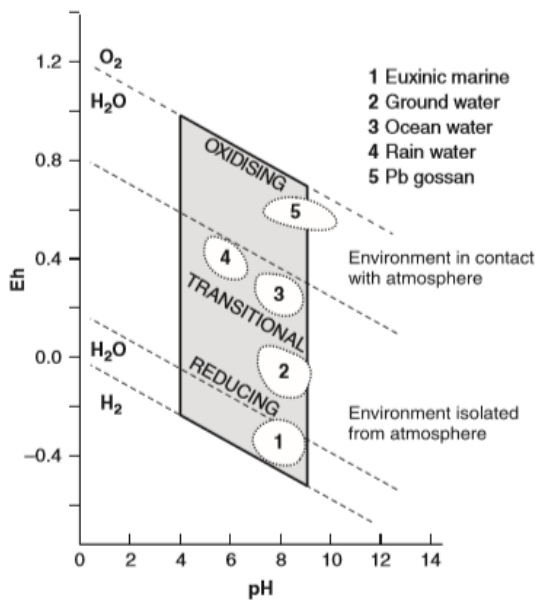 1.2
0.8
0.4
0.0
−0.4
Eh
0
2
4
6
8
10
12
14
pH
O₂
H₂O
H₂O
H₂
OXIDISING
TRANSITIONAL
REDUCING
5
4
3
2
1
1 Euxinic marine
2 Ground water
3 Ocean water
4 Rain water
5 Pb gossan
Environment in contact
with atmosphere
Environment isolated
from atmosphere